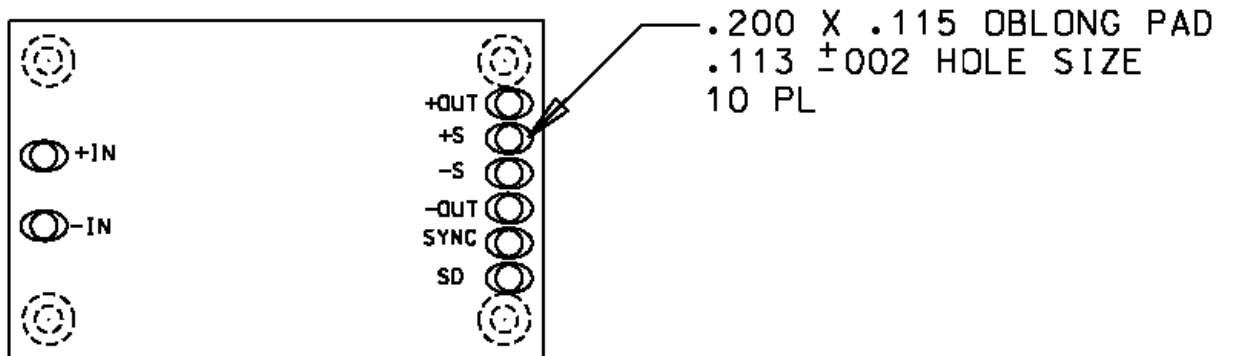 .200 X .115 OBLONG PAD
.113 ±002 HOLE SIZE
10 PL
+OUT
+S
-S
-OUT
SYNC
SD
+IN
-IN